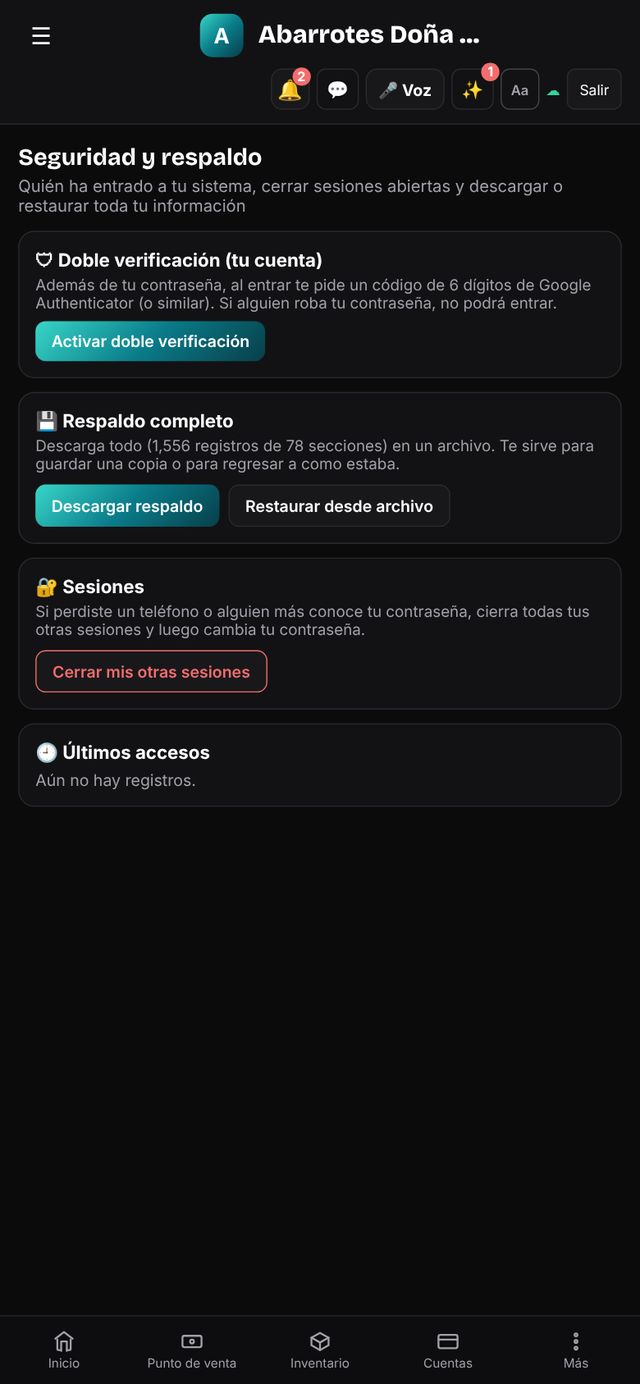 A
Abarrotes Doña ...
2
Voz
1
Aa
Salir
Seguridad y respaldo
Quién ha entrado a tu sistema, cerrar sesiones abiertas y descargar o
restaurar toda tu información
Doble verificación (tu cuenta)
Además de tu contraseña, al entrar te pide un código de 6 dígitos de Google
Authenticator (o similar). Si alguien roba tu contraseña, no podrá entrar.
Activar doble verificación
Respaldo completo
Descarga todo (1,556 registros de 78 secciones) en un archivo. Te sirve para
guardar una copia o para regresar a como estaba.
Descargar respaldo
Restaurar desde archivo
Sesiones
Si perdiste un teléfono o alguien más conoce tu contraseña, cierra todas tus
otras sesiones y luego cambia tu contraseña.
Cerrar mis otras sesiones
Últimos accesos
Aún no hay registros.
Inicio
Punto de venta
Inventario
Cuentas
Más